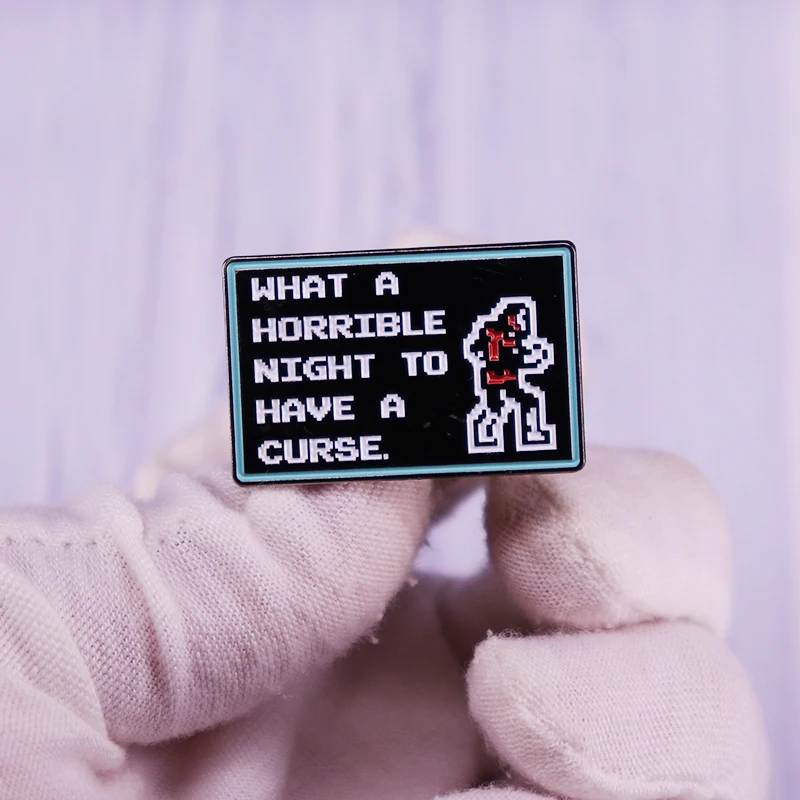 WHAT A
HORRIBLE
NIGHT TO
HAVE A
CURSE.